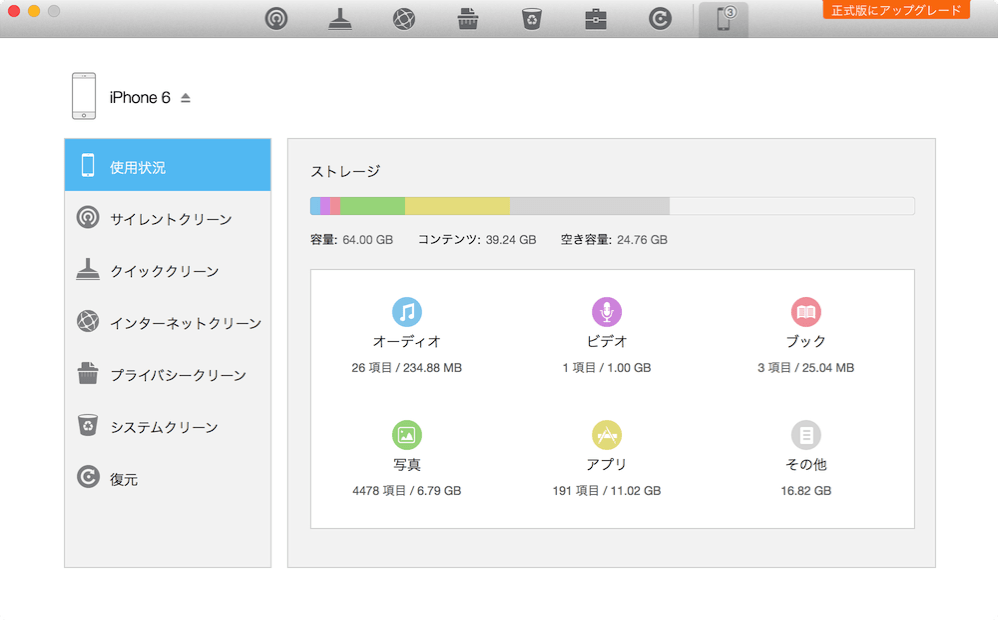 正式版にアップグレード
3
iPhone 6
使用状況
サイレントクリーン
クイッククリーン
インターネットクリーン
プライバシークリーン
システムクリーン
復元
ストレージ
容量: 64.00 GB コンテンツ: 39.24 GB 空き容量: 24.76 GB
オーディオ
26 項目 / 234.88 MB
ビデオ
1 項目 / 1.00 GB
ブック
3 項目 / 25.04 MB
写真
4478 項目 / 6.79 GB
アプリ
191 項目 / 11.02 GB
その他
16.82 GB